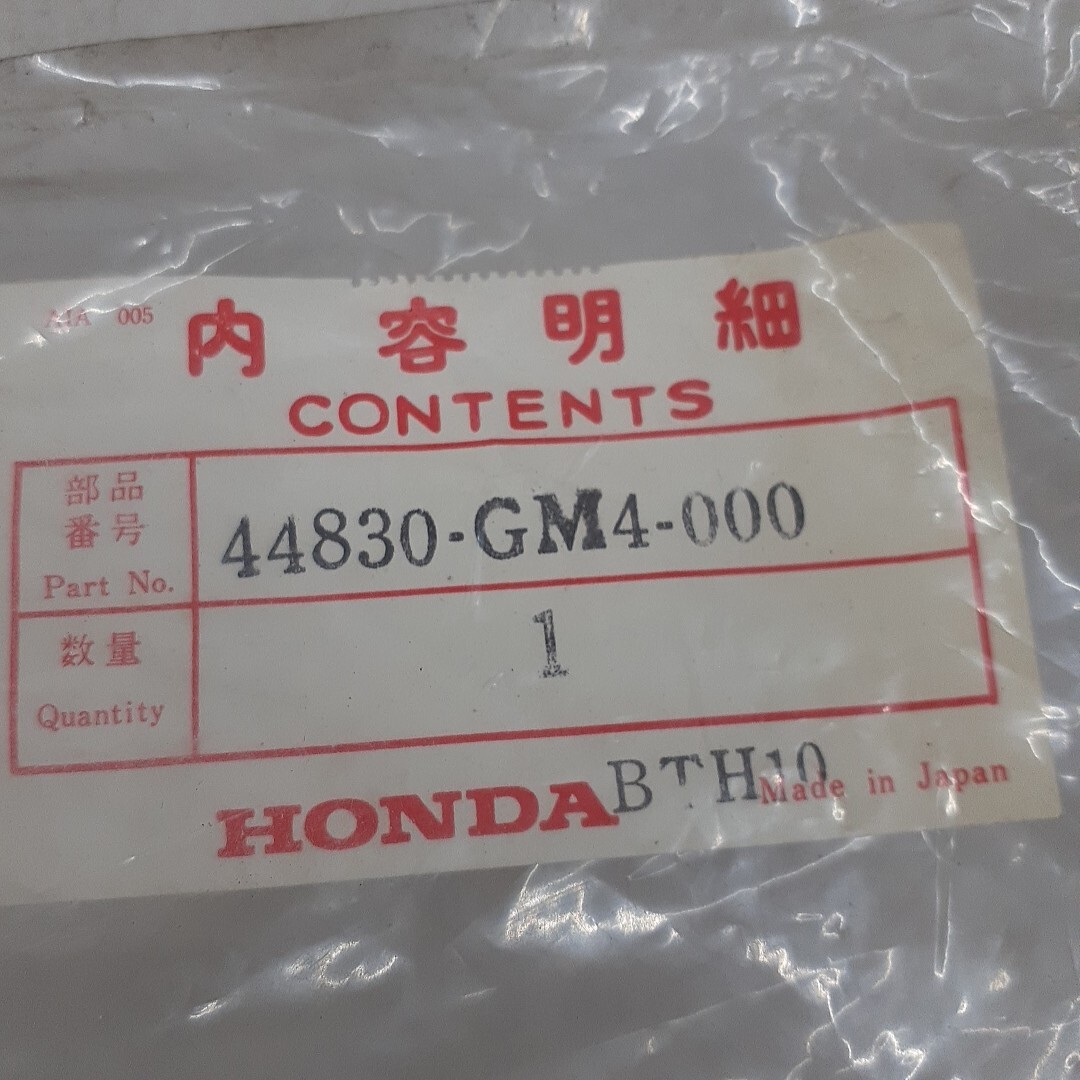 AIA 005
内容明細
CONTENTS
部品
番号
Part No.
44830-GM4-000
数量
Quantity
1
HONDA
BTH10
Made in Japan